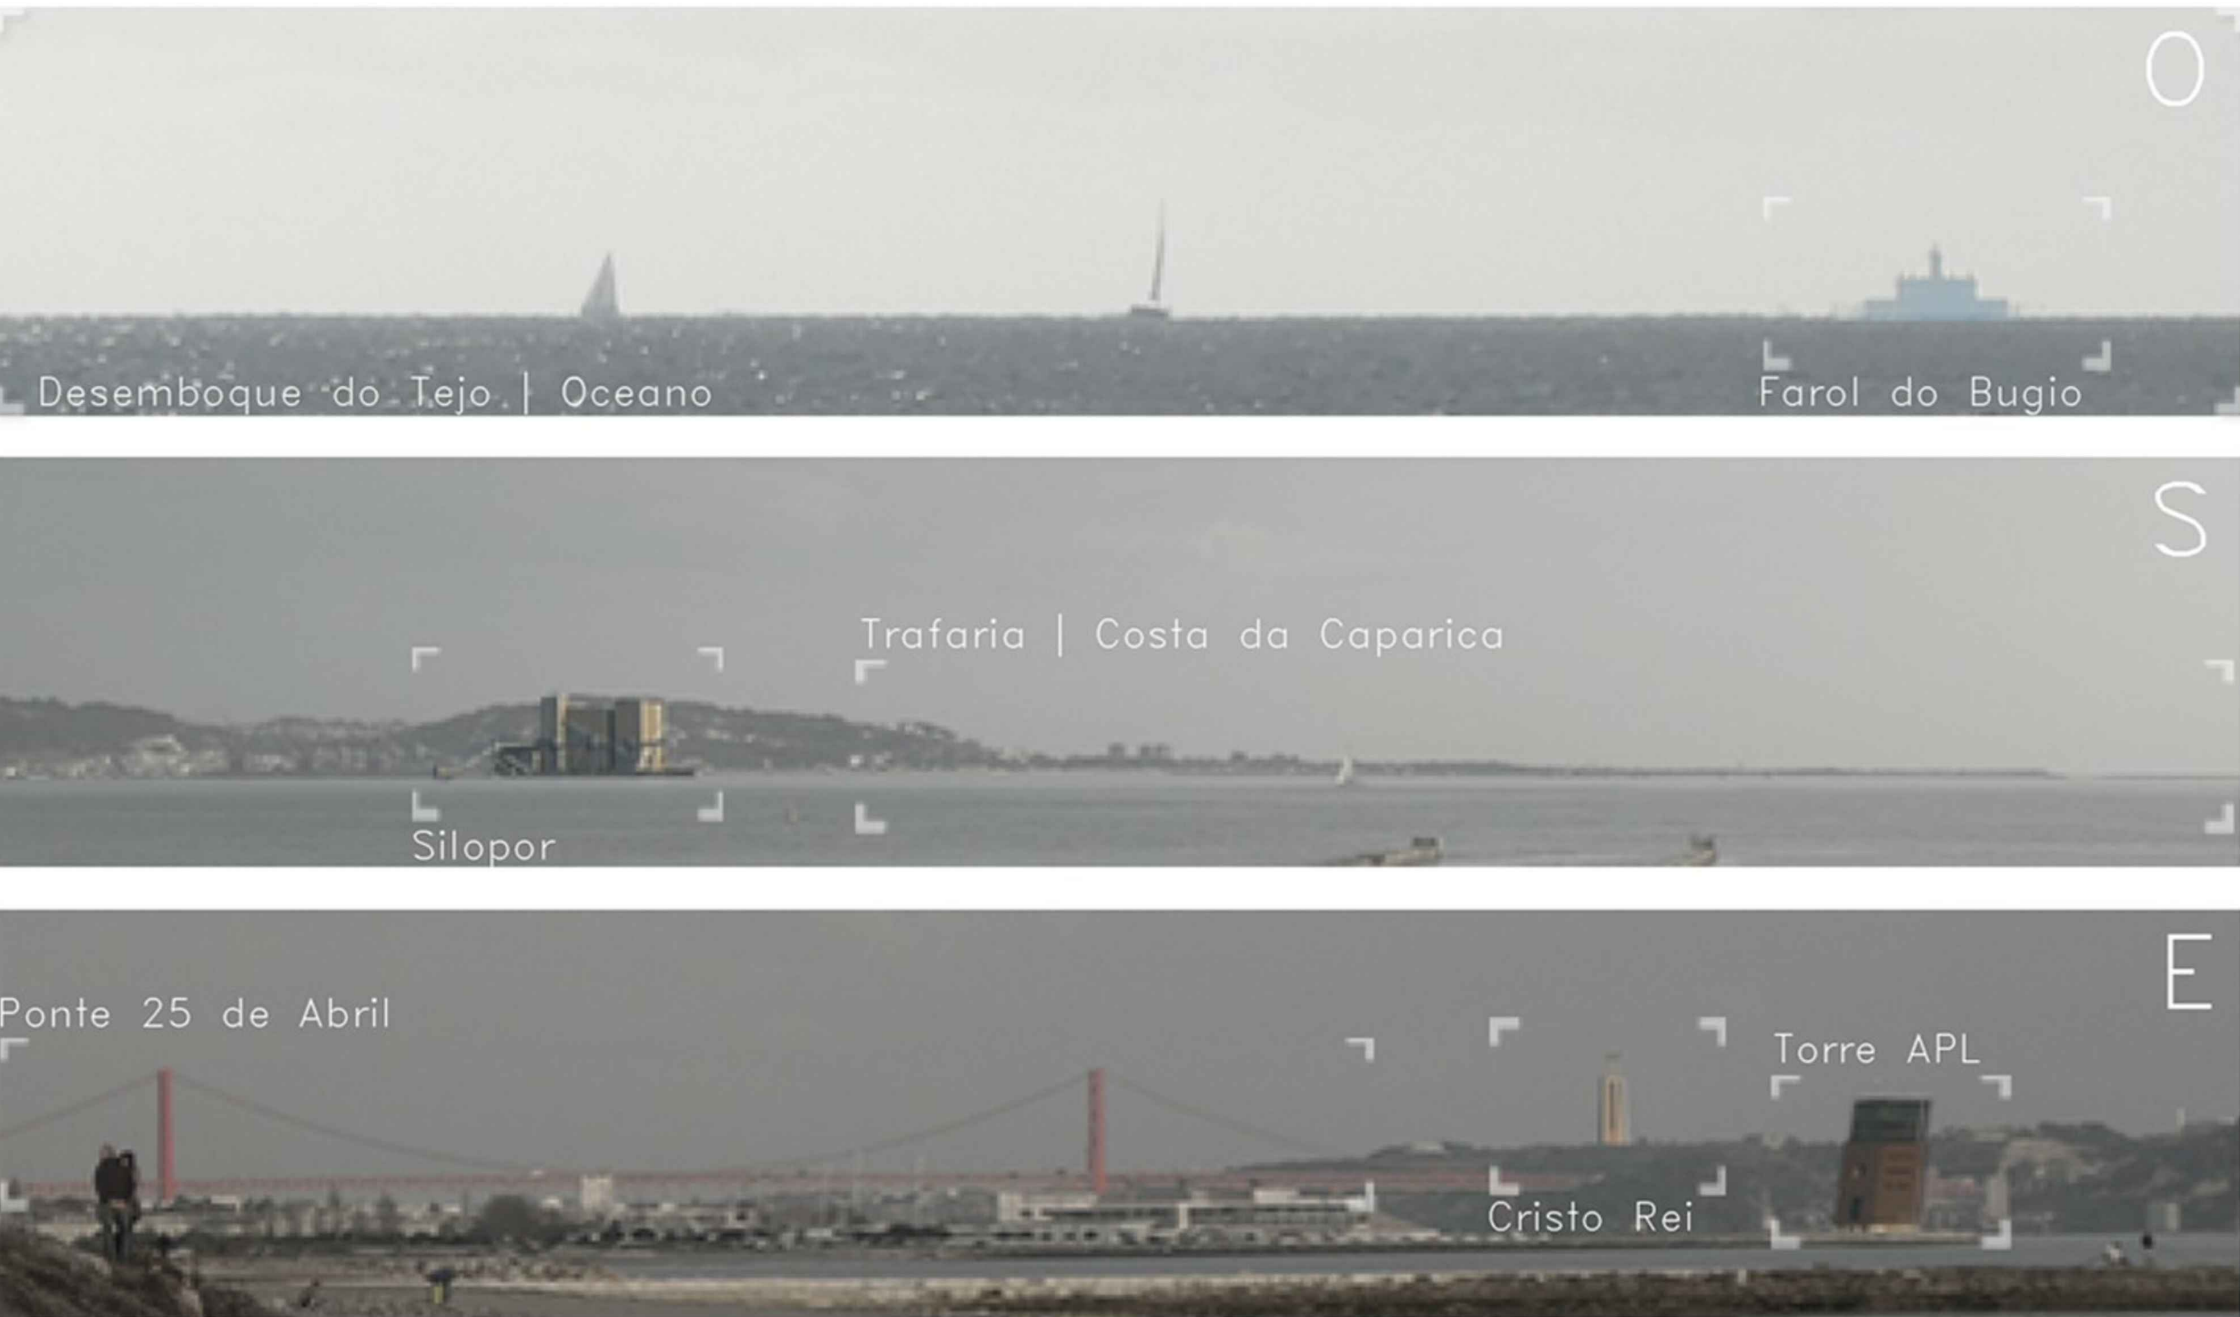 O
Desemboque do Tejo | Oceano
Farol do Bugio
S
Trafaria | Costa da Caparica
Silopor
E
Ponte 25 de Abril
Torre APL
Cristo Rei